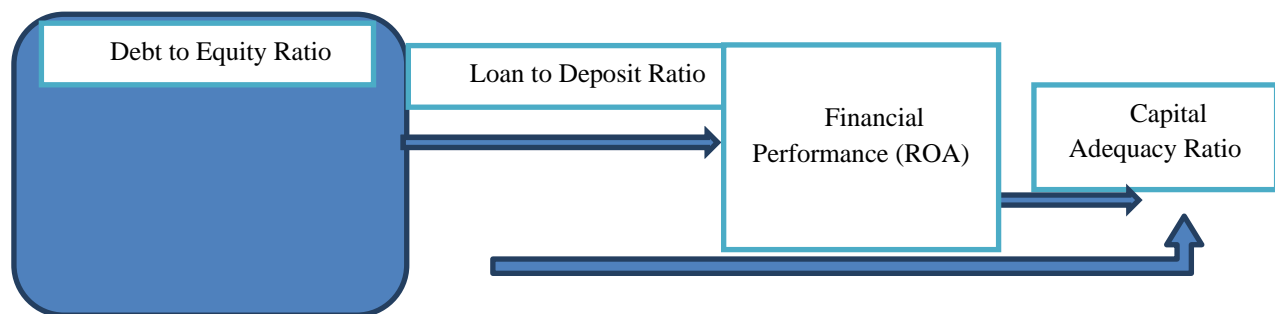 Debt to Equity Ratio
Loan to Deposit Ratio
Financial
Performance (ROA)
Capital
Adequacy Ratio